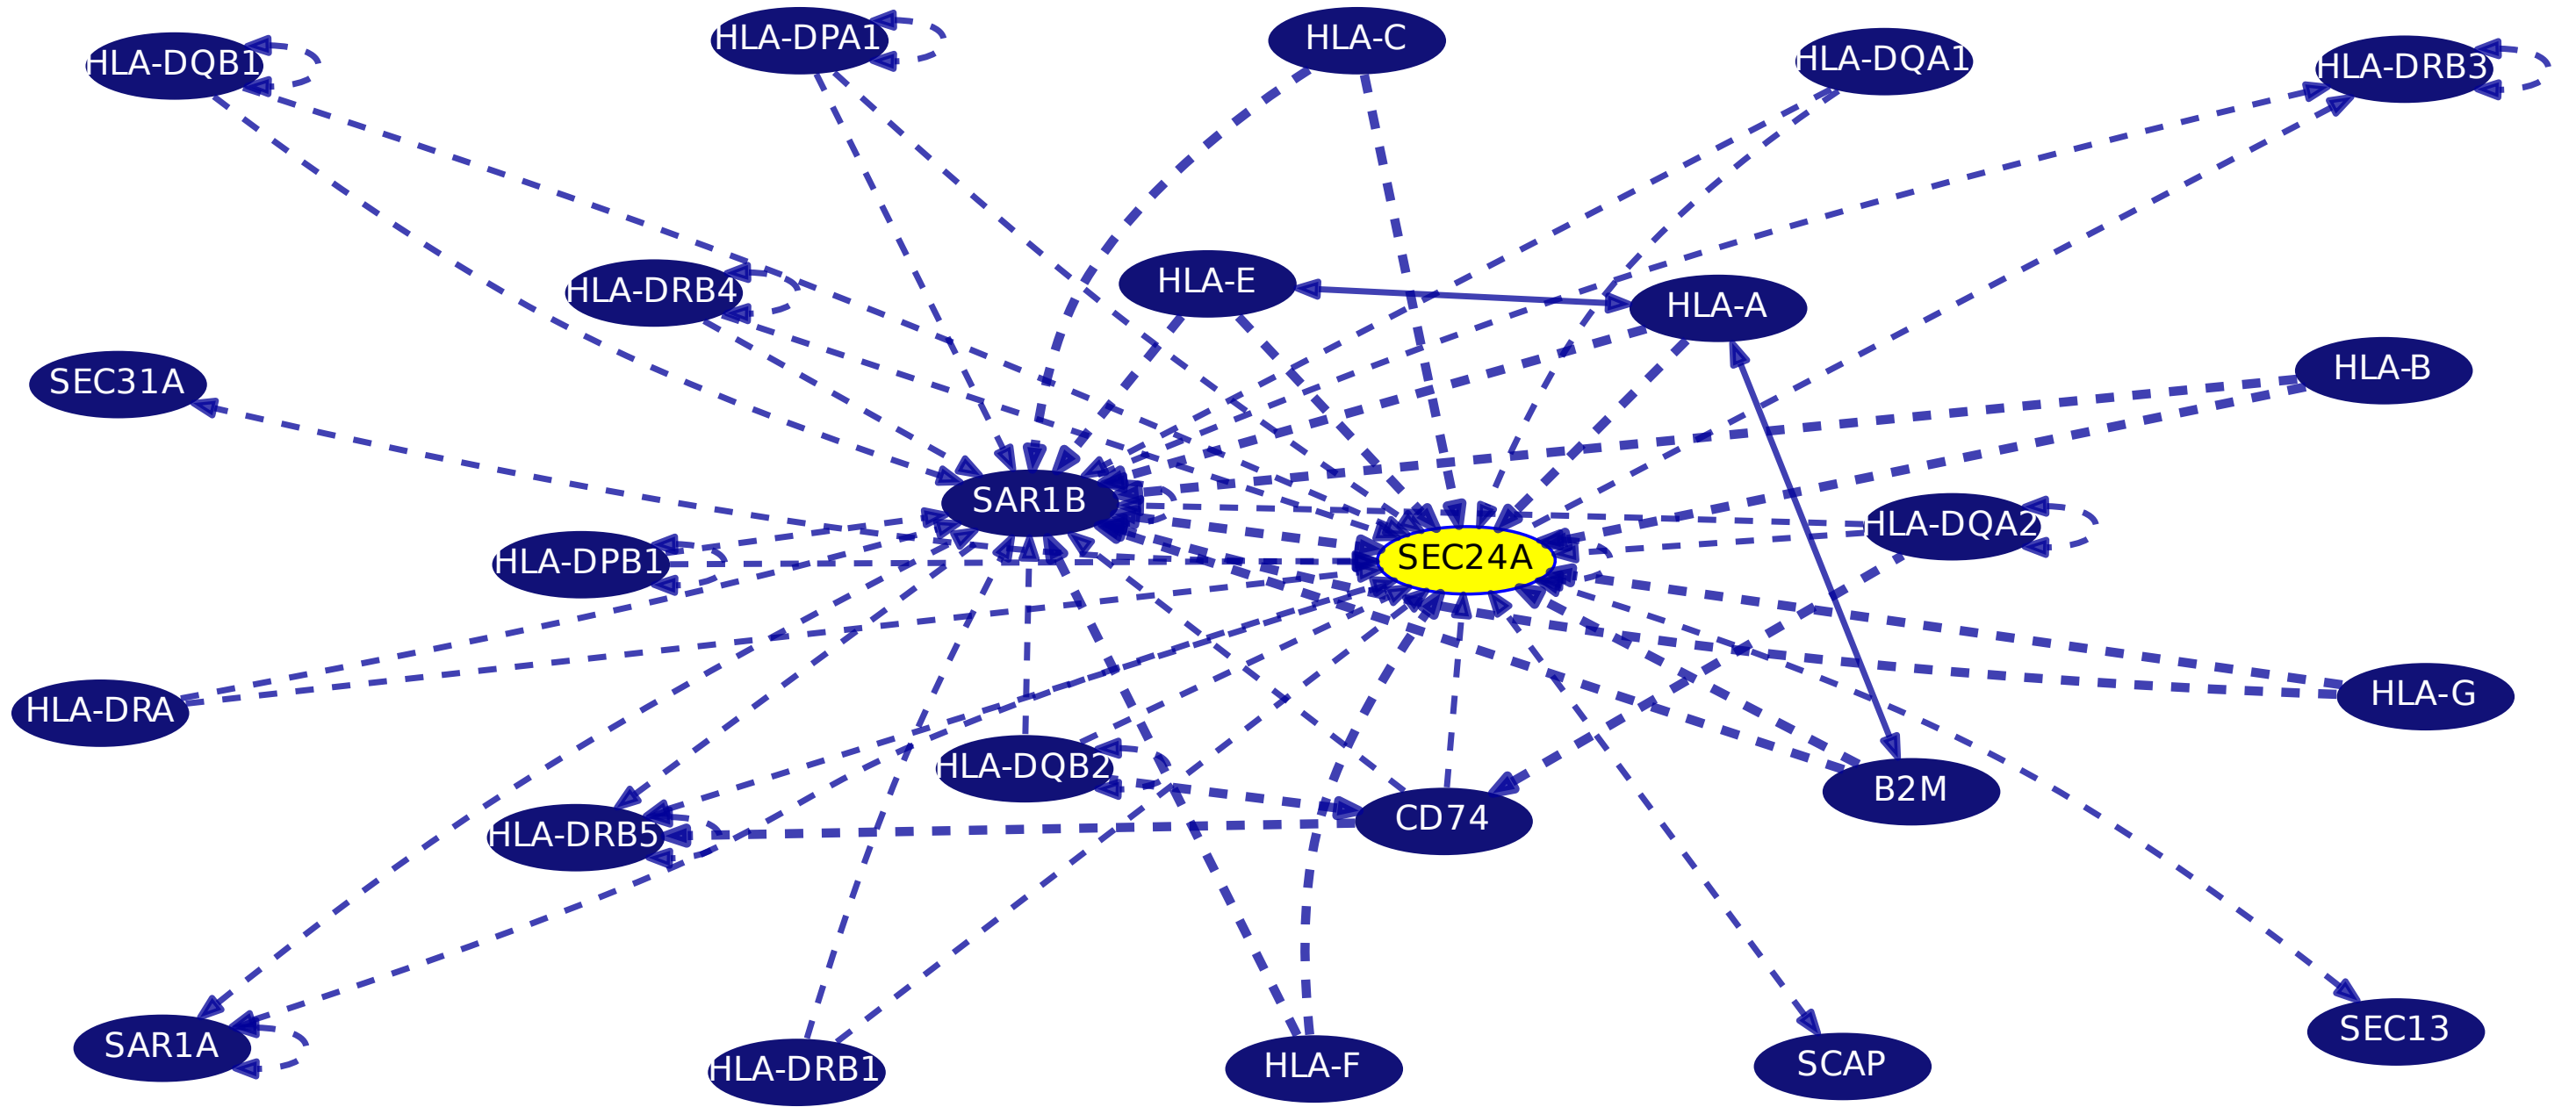 HLA-DQB1
HLA-DPA1
HLA-C
HLA-DQA1
HLA-DRB3
HLA-DRB4
HLA-E
HLA-A
SEC31A
HLA-B
SAR1B
HLA-DQA2
HLA-DPB1
SEC24A
HLA-DRA
HLA-G
HLA-DQB2
B2M
HLA-DRB5
CD74
SAR1A
HLA-DRB1
HLA-F
SCAP
SEC13